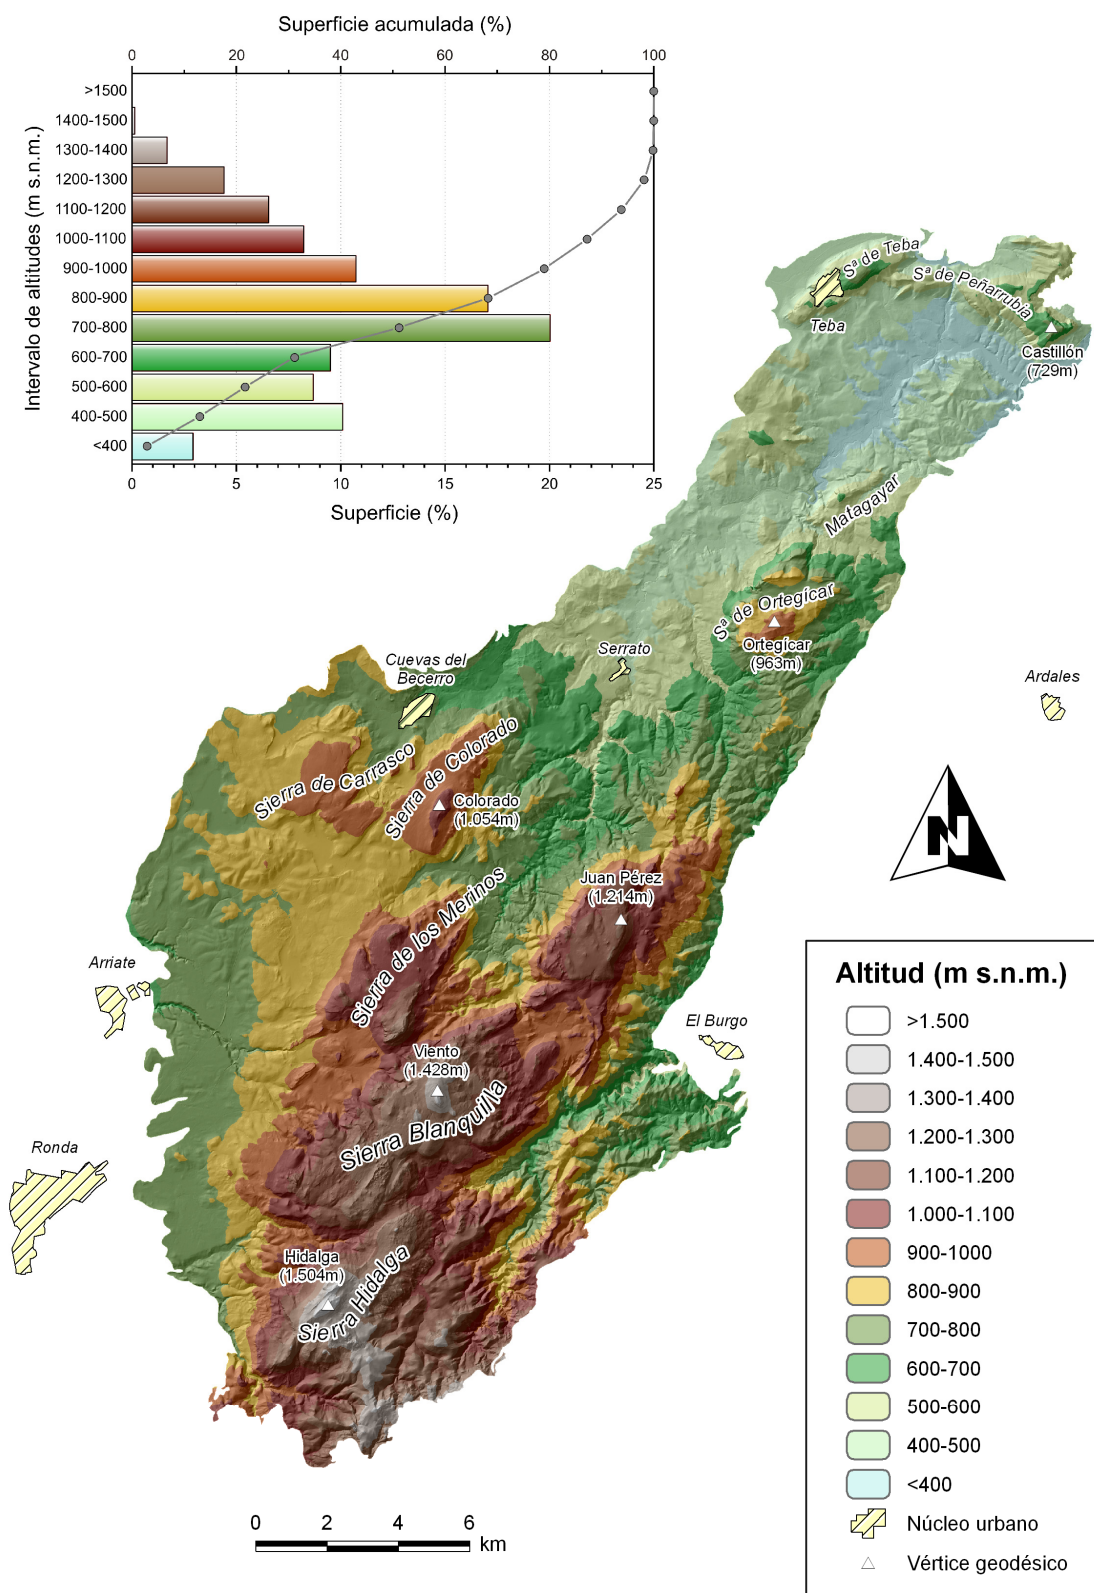 Superficie acumulada (%)
0 20 40 60 80 100
Intervalo de altitudes (m s.n.m.)
>1500
1400-1500
1300-1400
1200-1300
1100-1200
1000-1100
900-1000
800-900
700-800
600-700
500-600
400-500
<400
0 5 10 15 20 25
Superficie (%)
Sª de Teba
Sª de Peñarrubia
Teba
Castillón
(729m)
Matagayar
Sª de Ortegícar
Ortegícar
(963m)
Serrato
Cuevas del
Becerro
Ardales
Sierra de Carrasco
Sierra de Colorado
Colorado
(1.054m)
N
Juan Pérez
(1.214m)
Sierra de los Merinos
Arriate
El Burgo
Viento
(1.428m)
Sierra Blanquilla
Ronda
Hidalga
(1.504m)
Sierra Hidalga
0 2 4 6
km
Altitud (m s.n.m.)
>1.500
1.400-1.500
1.300-1.400
1.200-1.300
1.100-1.200
1.000-1.100
900-1000
800-900
700-800
600-700
500-600
400-500
<400
Núcleo urbano
Vértice geodésico